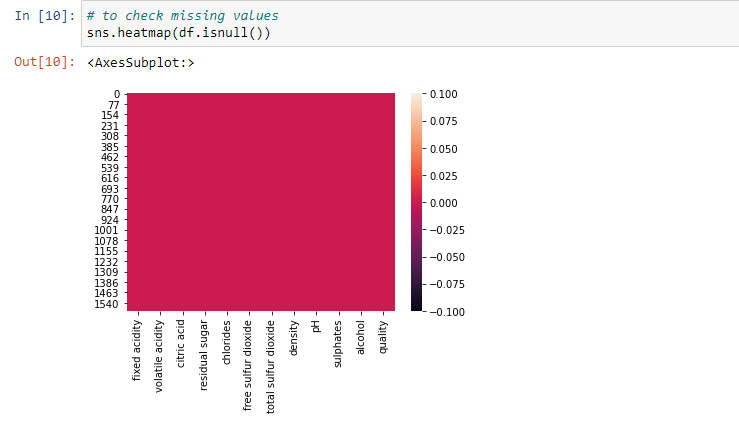 In [10]: # to check missing values
sns.heatmap(df.isnull())
Out[10]: <AxesSubplot:>
0
77
154
231
308
385
462
539
616
693
770
847
924
1001
1078
1155
1232
1309
1386
1463
1540
fixed acidity
volatile acidity
citric acid
residual sugar
chlorides
free sulfur dioxide
total sulfur dioxide
density
pH
sulphates
alcohol
quality
0.100
0.075
0.050
0.025
0.000
−0.025
−0.050
−0.075
−0.100